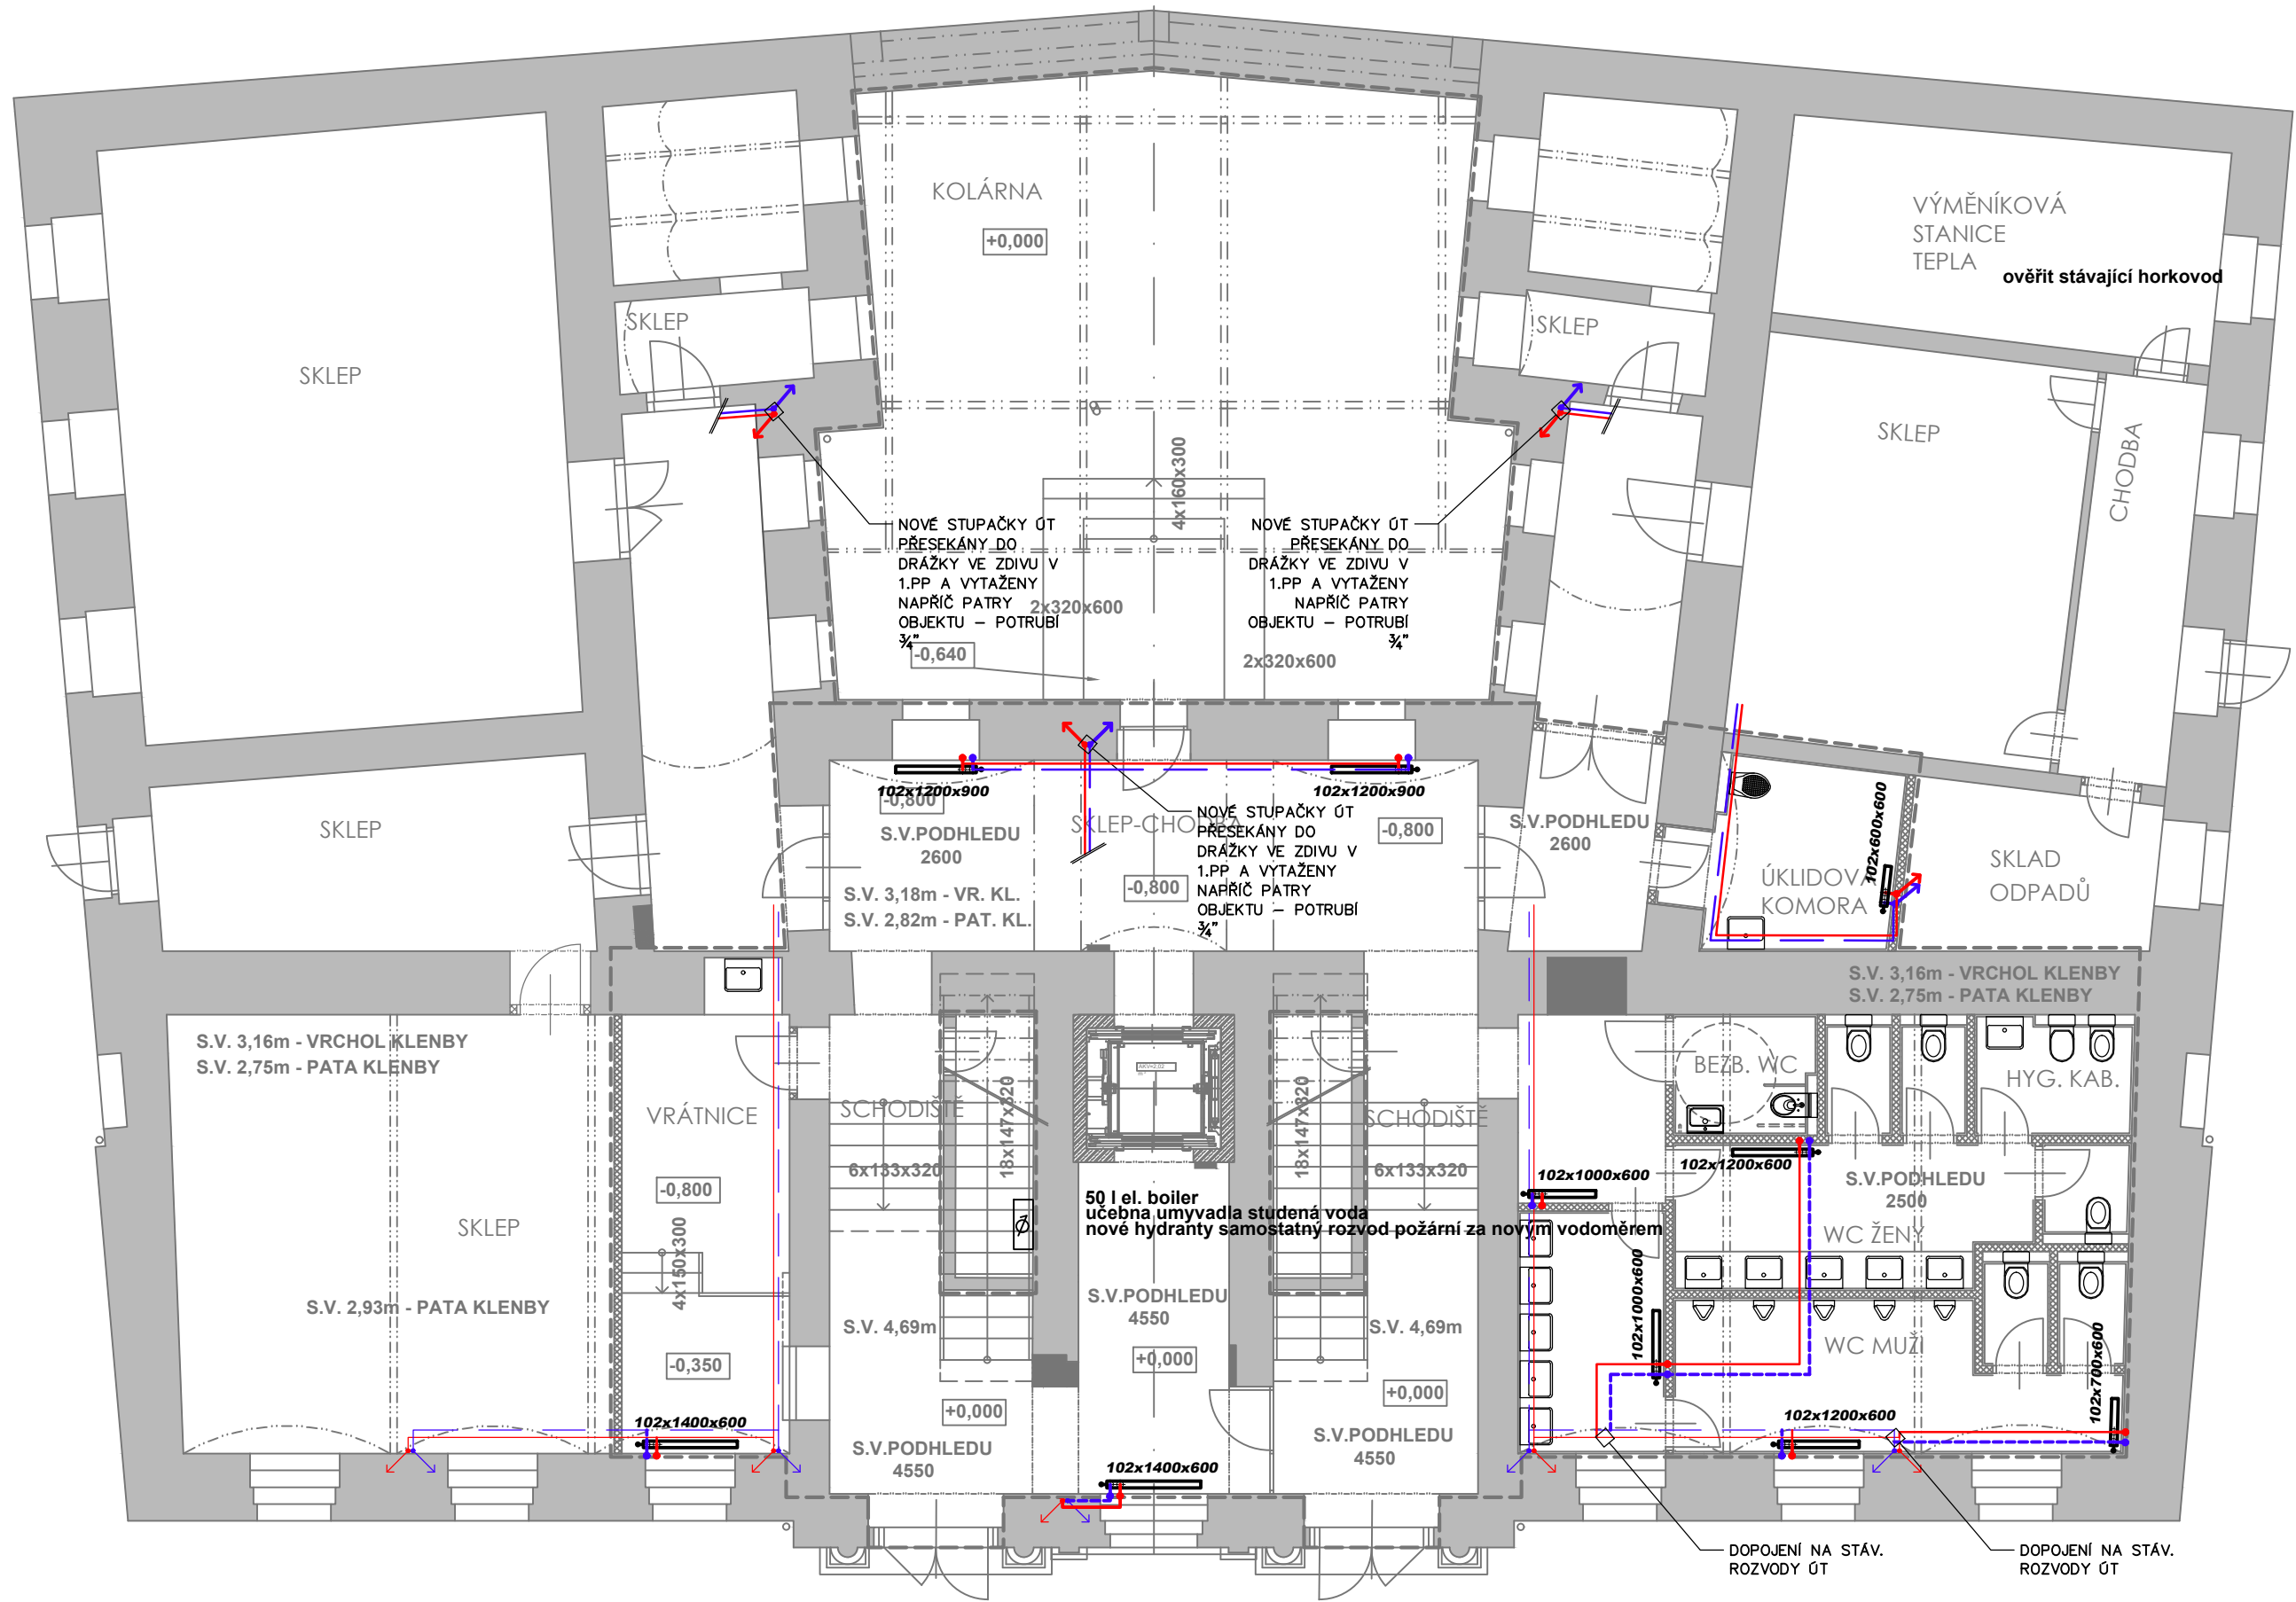 KOLÁRNA
+0,000
VÝMĚNÍKOVÁ
STANICE
TEPLA
ověřit stávající horkovod
SKLEP
SKLEP
SKLEP
SKLEP
CHODBA
4x160x300
NOVÉ STUPAČKY ÚT
PŘESEKÁNY DO
DRÁŽKY VE ZDIVU V
1.PP A VYTAŽENY
NAPŘÍČ PATRY
OBJEKTU – POTRUBÍ
¾"
NOVÉ STUPAČKY ÚT
PŘESEKÁNY DO
DRÁŽKY VE ZDIVU V
1.PP A VYTAŽENY
NAPŘÍČ PATRY
OBJEKTU – POTRUBÍ
¾"
2x320x600
-0,640
2x320x600
102x1200x900
102x1200x900
-0,800
S.V.PODHLEDU
2600
SKLEP-CHODBA
NOVÉ STUPAČKY ÚT
PŘESEKÁNY DO
DRÁŽKY VE ZDIVU V
1.PP A VYTAŽENY
NAPŘÍČ PATRY
OBJEKTU – POTRUBÍ
¾"
-0,800
-0,800
S.V.PODHLEDU
2600
S.V. 3,18m - VR. KL.
S.V. 2,82m - PAT. KL.
SKLEP
102x600x600
ÚKLIDOVÁ
KOMORA
SKLAD
ODPADŮ
S.V. 3,16m - VRCHOL KLENBY
S.V. 2,75m - PATA KLENBY
S.V. 3,16m - VRCHOL KLENBY
S.V. 2,75m - PATA KLENBY
VRÁTNICE
SCHODIŠTĚ
18x147x320
6x133x320
SCHODIŠTĚ
18x147x320
6x133x320
BEZB. WC
HYG. KAB.
102x1200x600
102x1000x600
S.V.PODHLEDU
2500
WC ŽENY
-0,800
SKLEP
4x150x300
50 l el. boiler
učebna umyvadla studená voda
nové hydranty samostatný rozvod požární za novým vodoměrem
S.V. 2,93m - PATA KLENBY
S.V.PODHLEDU
4550
S.V. 4,69m
S.V. 4,69m
102x1000x600
WC MUŽI
102x700x600
-0,350
+0,000
+0,000
+0,000
102x1400x600
102x1200x600
S.V.PODHLEDU
4550
S.V.PODHLEDU
4550
102x1400x600
DOPOJENÍ NA STÁV.
ROZVODY ÚT
DOPOJENÍ NA STÁV.
ROZVODY ÚT